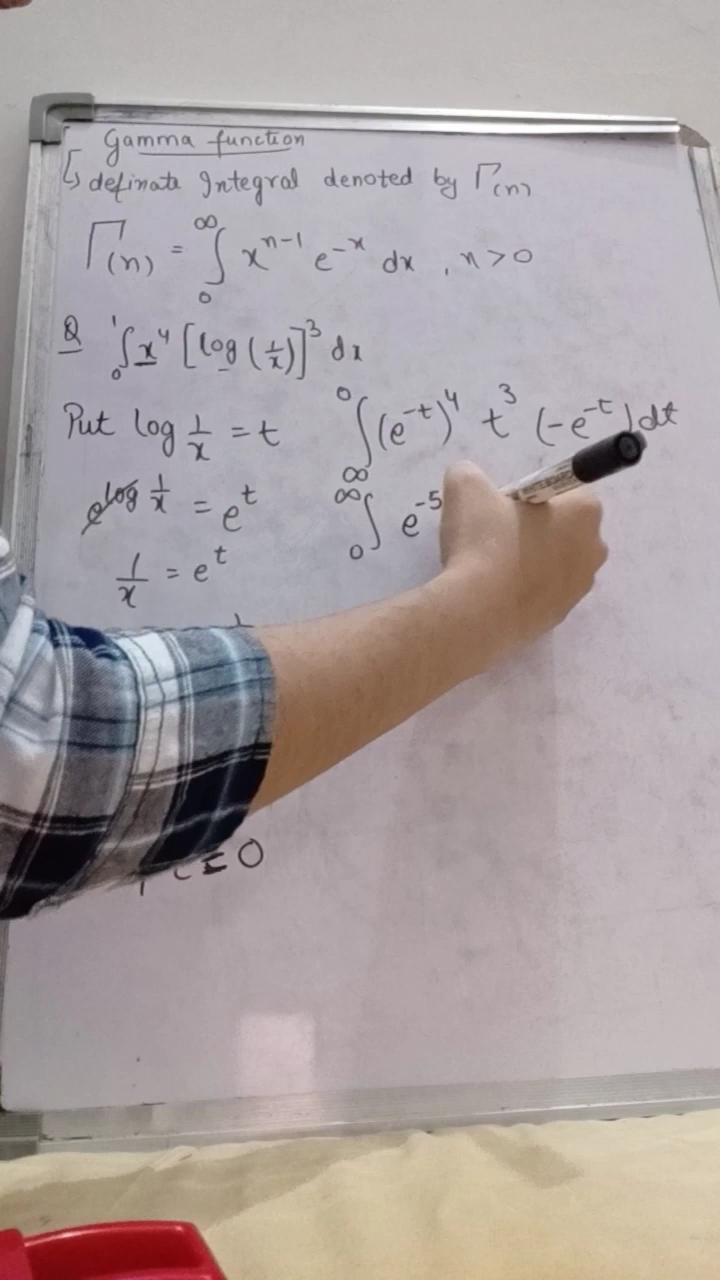 Gamma function
↳ definate Integral denoted by Γ(n)
Γ(n) = ∫₀^∞ x^{n-1} e^{-x} dx , n>0
Q ∫₀¹ x⁴ [log (1/x)]³ dx
Put log 1/x = t
e^{log 1/x} = e^t
1/x = e^t
= 0
∫_∞^0 (e^{-t})⁴ t³ (-e^{-t}) dt
∫₀^∞ e^{-5